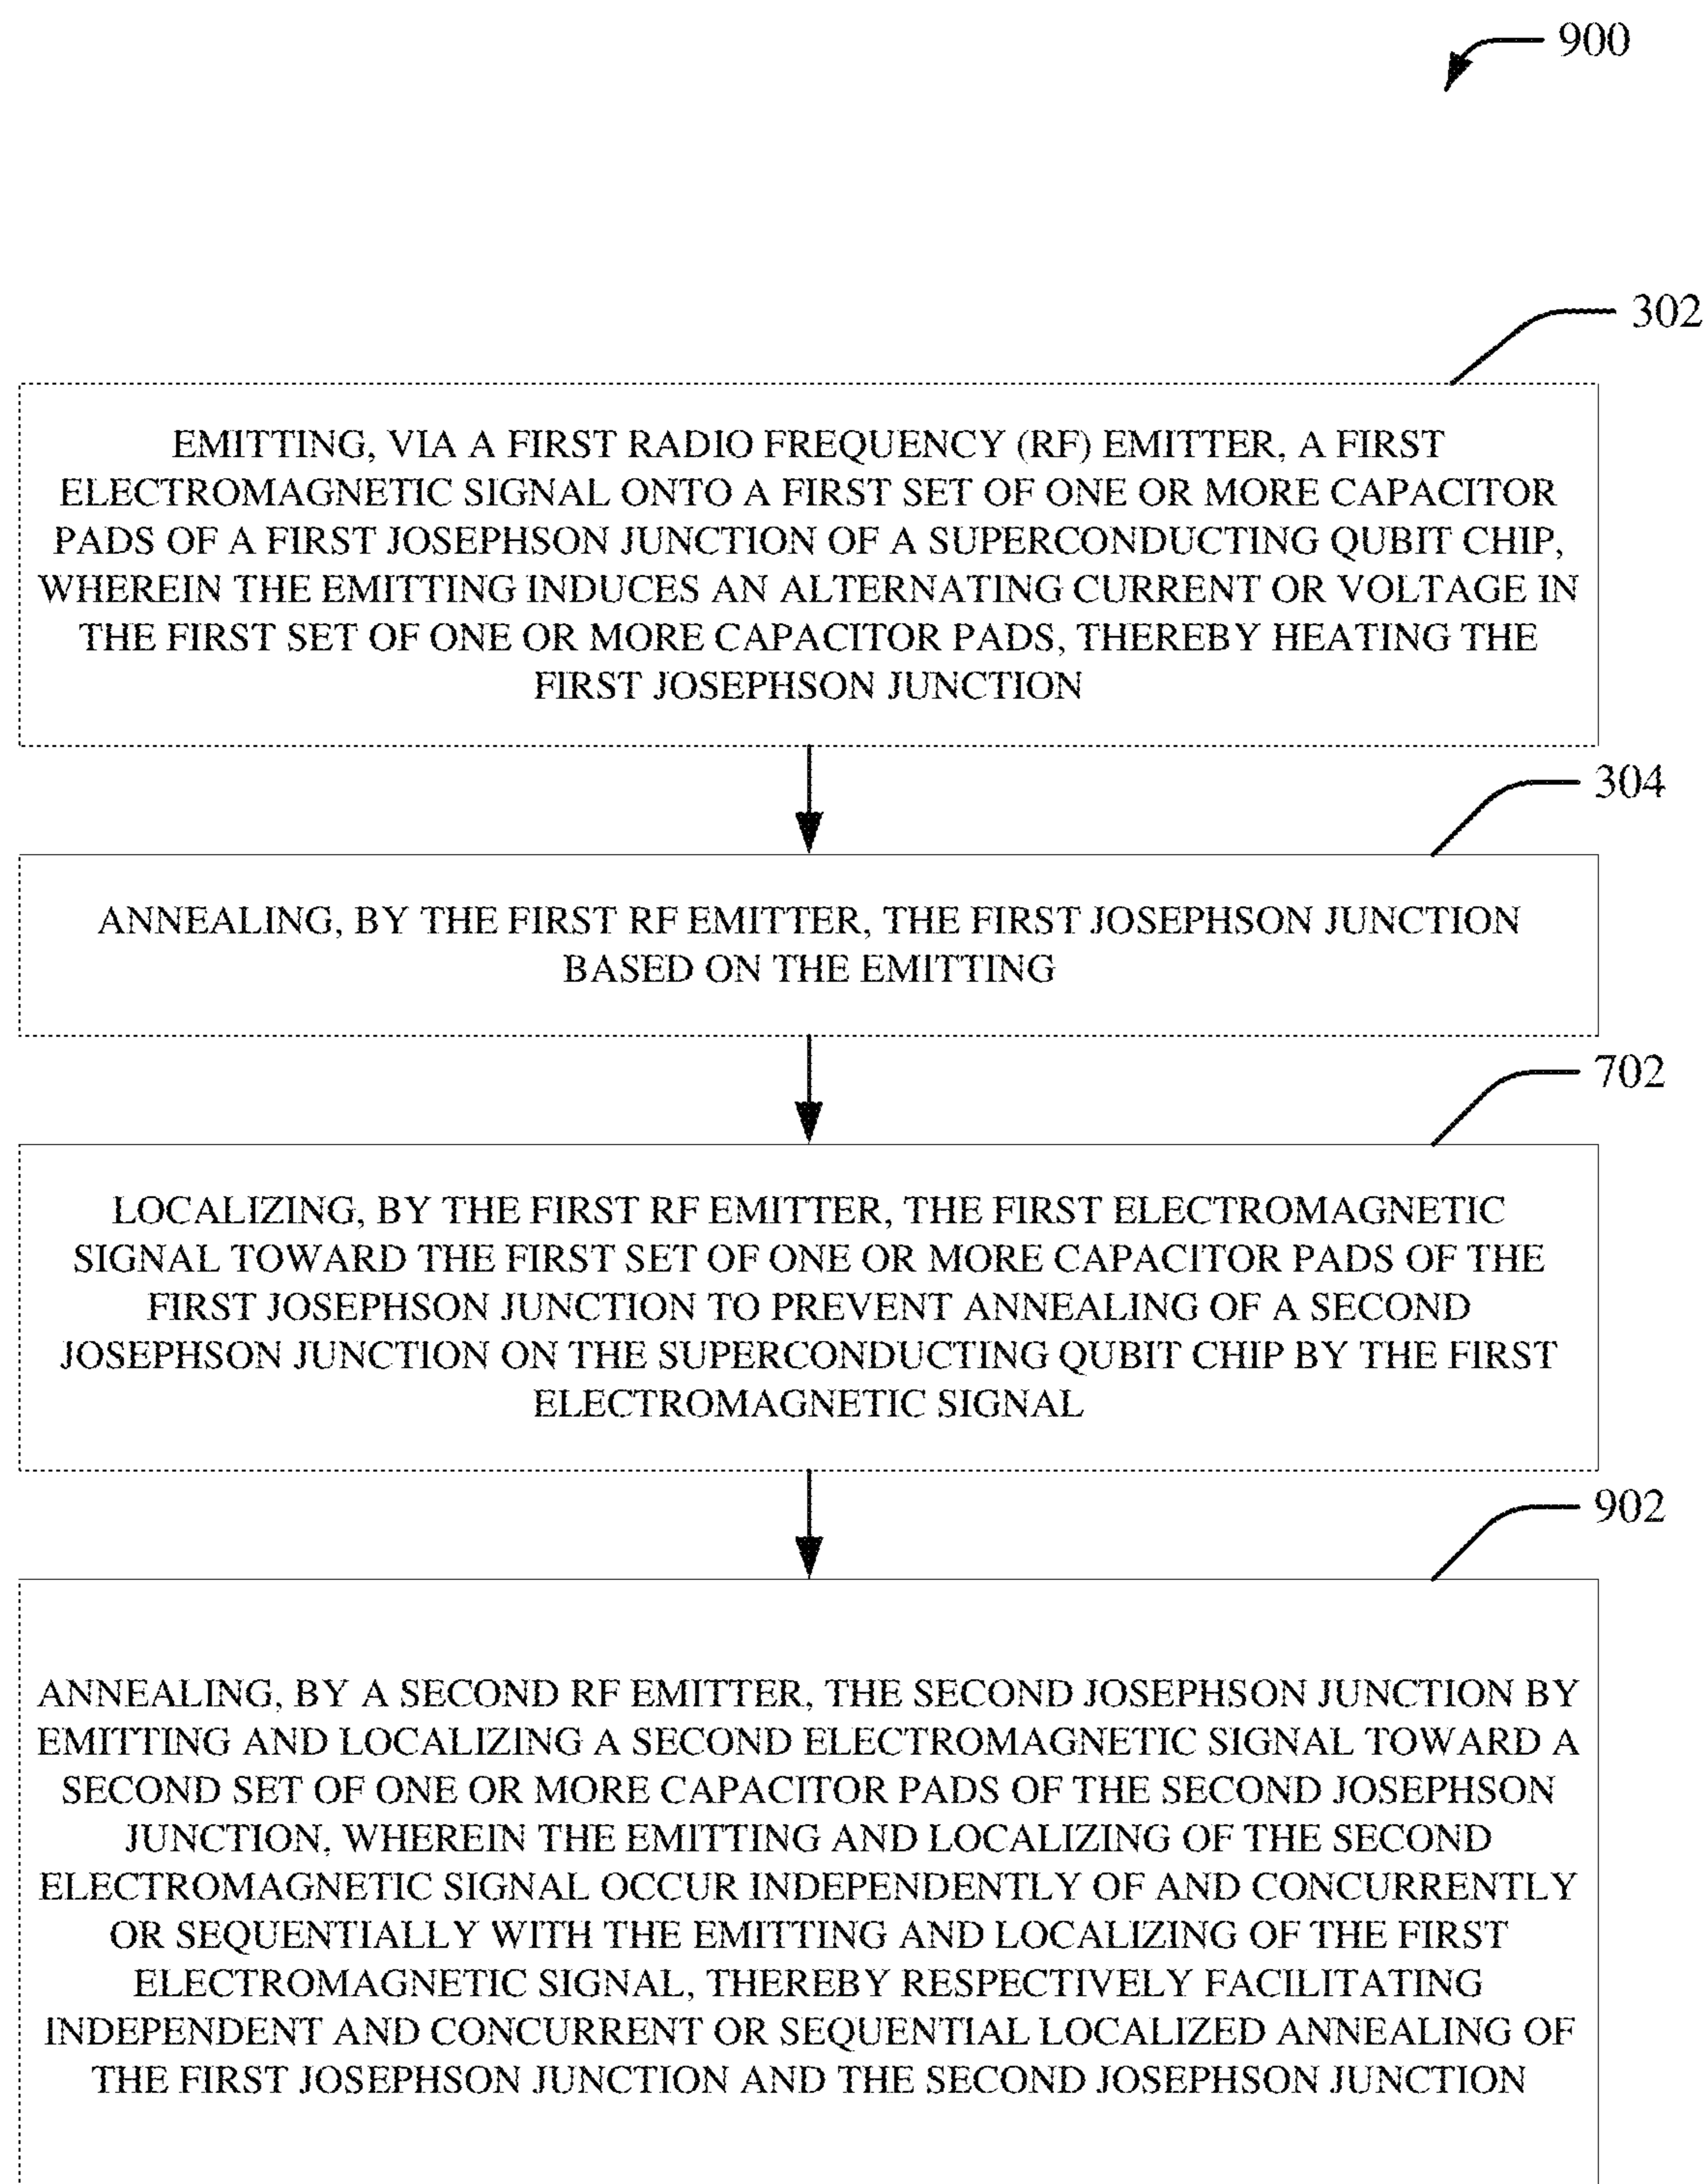 900
302
EMITTING, VIA A FIRST RADIO FREQUENCY (RF) EMITTER, A FIRST
ELECTROMAGNETIC SIGNAL ONTO A FIRST SET OF ONE OR MORE CAPACITOR
PADS OF A FIRST JOSEPHSON JUNCTION OF A SUPERCONDUCTING QUBIT CHIP,
WHEREIN THE EMITTING INDUCES AN ALTERNATING CURRENT OR VOLTAGE IN
THE FIRST SET OF ONE OR MORE CAPACITOR PADS, THEREBY HEATING THE
FIRST JOSEPHSON JUNCTION
304
ANNEALING, BY THE FIRST RF EMITTER, THE FIRST JOSEPHSON JUNCTION
BASED ON THE EMITTING
702
LOCALIZING, BY THE FIRST RF EMITTER, THE FIRST ELECTROMAGNETIC
SIGNAL TOWARD THE FIRST SET OF ONE OR MORE CAPACITOR PADS OF THE
FIRST JOSEPHSON JUNCTION TO PREVENT ANNEALING OF A SECOND
JOSEPHSON JUNCTION ON THE SUPERCONDUCTING QUBIT CHIP BY THE FIRST
ELECTROMAGNETIC SIGNAL
902
ANNEALING, BY A SECOND RF EMITTER, THE SECOND JOSEPHSON JUNCTION BY
EMITTING AND LOCALIZING A SECOND ELECTROMAGNETIC SIGNAL TOWARD A
SECOND SET OF ONE OR MORE CAPACITOR PADS OF THE SECOND JOSEPHSON
JUNCTION, WHEREIN THE EMITTING AND LOCALIZING OF THE SECOND
ELECTROMAGNETIC SIGNAL OCCUR INDEPENDENTLY OF AND CONCURRENTLY
OR SEQUENTIALLY WITH THE EMITTING AND LOCALIZING OF THE FIRST
ELECTROMAGNETIC SIGNAL, THEREBY RESPECTIVELY FACILITATING
INDEPENDENT AND CONCURRENT OR SEQUENTIAL LOCALIZED ANNEALING OF
THE FIRST JOSEPHSON JUNCTION AND THE SECOND JOSEPHSON JUNCTION